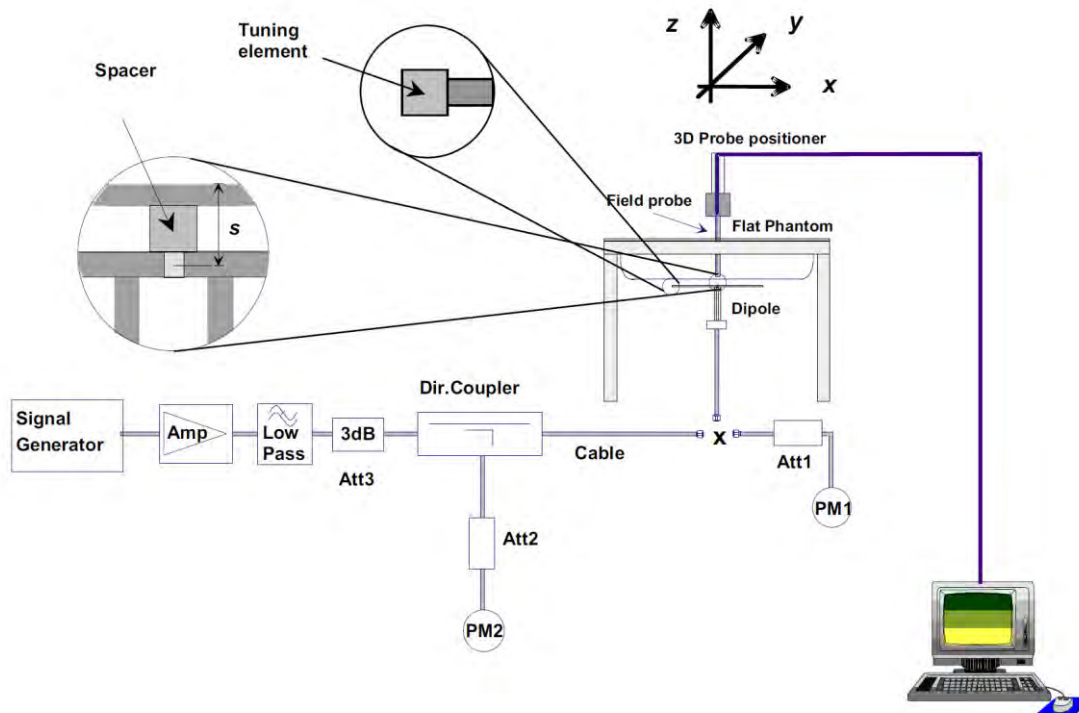 Tuning
element
Spacer
s
z
y
x
3D Probe positioner
Field probe
Flat Phantom
Dipole
Dir.Coupler
Signal
Generator
Amp
Low
Pass
3dB
Att3
Cable
x
Att1
PM1
Att2
PM2